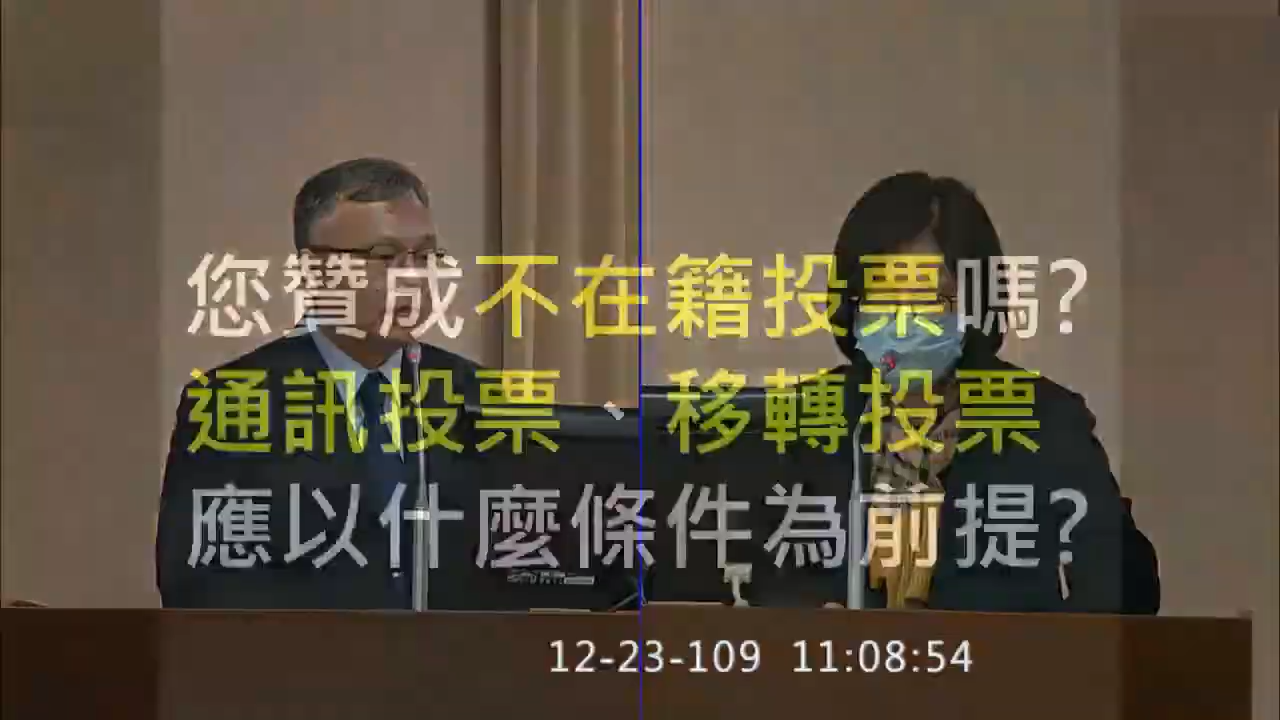 您贊成不在籍投票嗎?
通訊投票、移轉投票
應以什麼條件為前提?
12-23-109 11:08:54